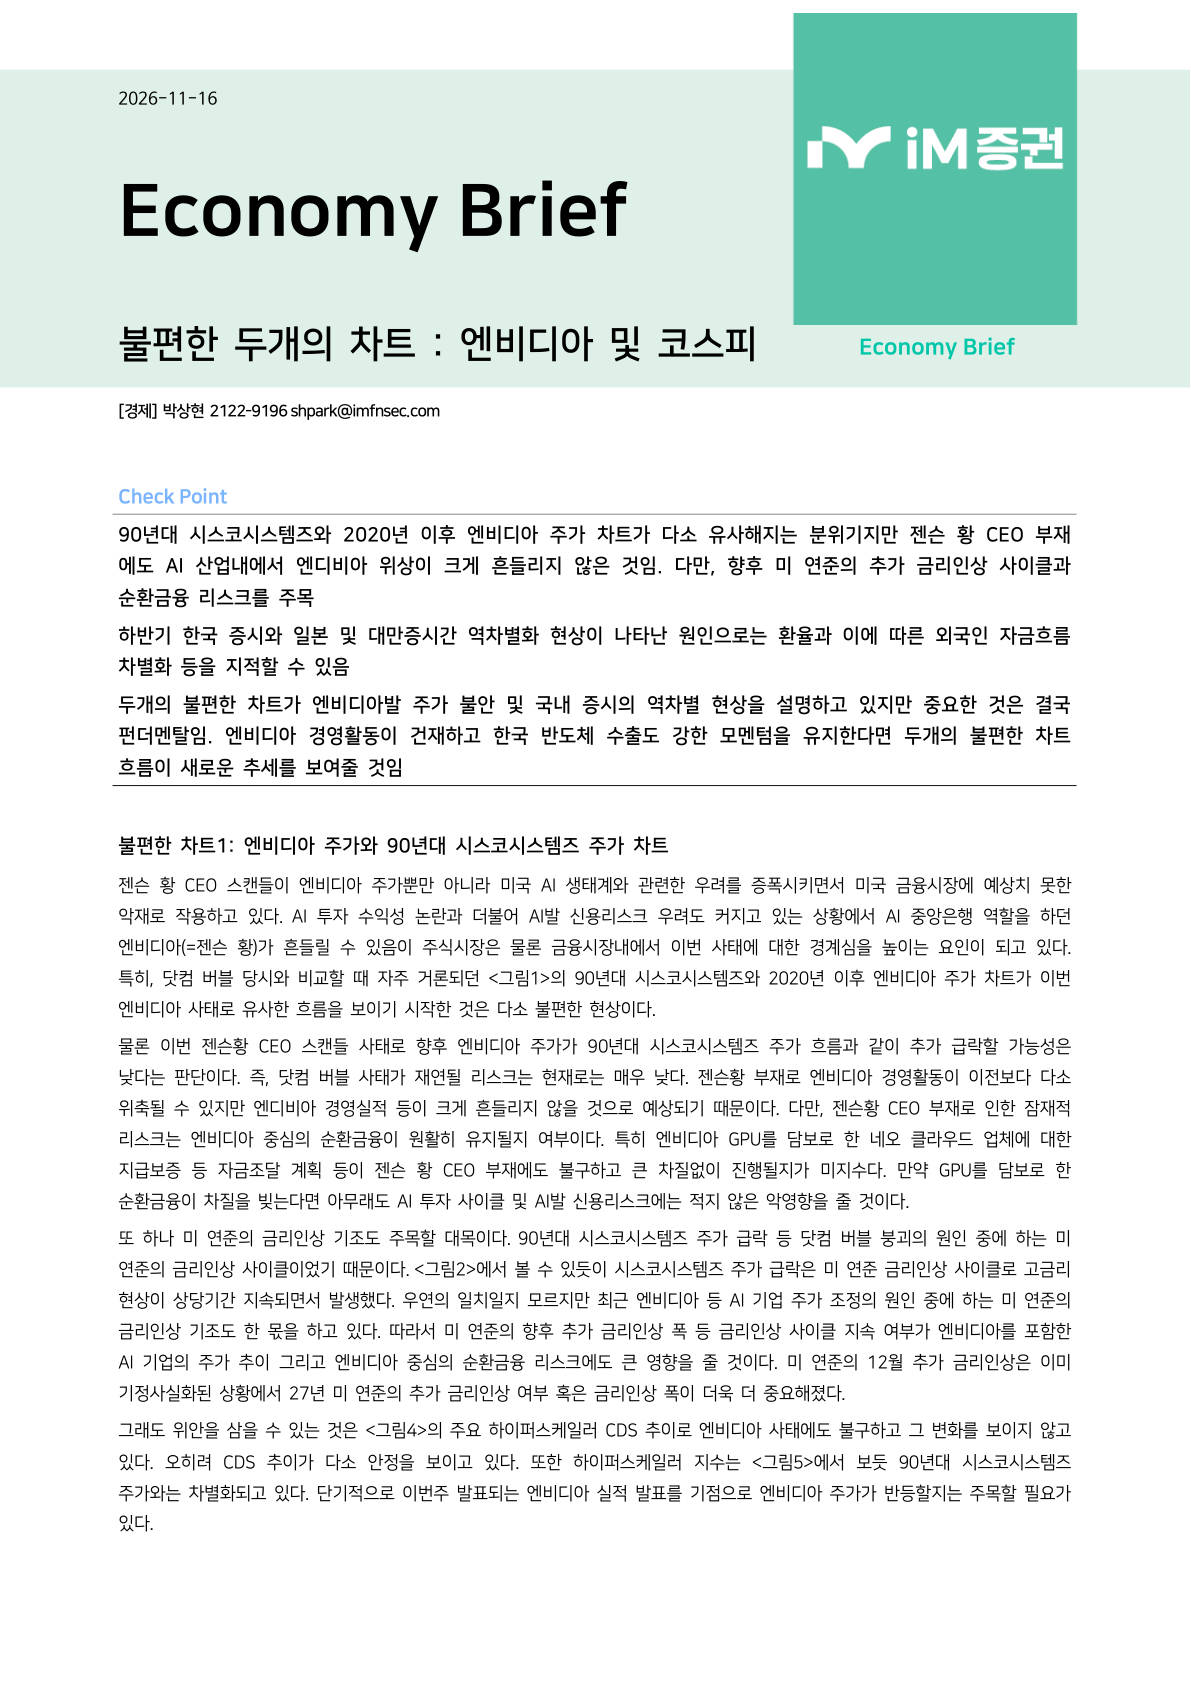 2026-11-16
iM증권
Economy Brief
불편한 두개의 차트 : 엔비디아 및 코스피
Economy Brief
[경제] 박상현 2122-9196 shpark@imfnsec.com
Check Point
90년대 시스코시스템즈와 2020년 이후 엔비디아 주가 차트가 다소 유사해지는 분위기지만 젠슨 황 CEO 부재
에도 AI 산업내에서 엔디비아 위상이 크게 흔들리지 않은 것임. 다만, 향후 미 연준의 추가 금리인상 사이클과
순환금융 리스크를 주목
하반기 한국 증시와 일본 및 대만증시간 역차별화 현상이 나타난 원인으로는 환율과 이에 따른 외국인 자금흐름
차별화 등을 지적할 수 있음
두개의 불편한 차트가 엔비디아발 주가 불안 및 국내 증시의 역차별 현상을 설명하고 있지만 중요한 것은 결국
펀더멘탈임. 엔비디아 경영활동이 건재하고 한국 반도체 수출도 강한 모멘텀을 유지한다면 두개의 불편한 차트
흐름이 새로운 추세를 보여줄 것임
불편한 차트1: 엔비디아 주가와 90년대 시스코시스템즈 주가 차트
젠슨 황 CEO 스캔들이 엔비디아 주가뿐만 아니라 미국 AI 생태계와 관련한 우려를 증폭시키면서 미국 금융시장에 예상치 못한
악재로 작용하고 있다. AI 투자 수익성 논란과 더불어 AI발 신용리스크 우려도 커지고 있는 상황에서 AI 중앙은행 역할을 하던
엔비디아(=젠슨 황)가 흔들릴 수 있음이 주식시장은 물론 금융시장내에서 이번 사태에 대한 경계심을 높이는 요인이 되고 있다.
특히, 닷컴 버블 당시와 비교할 때 자주 거론되던 <그림1>의 90년대 시스코시스템즈와 2020년 이후 엔비디아 주가 차트가 이번
엔비디아 사태로 유사한 흐름을 보이기 시작한 것은 다소 불편한 현상이다.
물론 이번 젠슨황 CEO 스캔들 사태로 향후 엔비디아 주가가 90년대 시스코시스템즈 주가 흐름과 같이 추가 급락할 가능성은
낮다는 판단이다. 즉, 닷컴 버블 사태가 재연될 리스크는 현재로는 매우 낮다. 젠슨황 부재로 엔비디아 경영활동이 이전보다 다소
위축될 수 있지만 엔디비아 경영실적 등이 크게 흔들리지 않을 것으로 예상되기 때문이다. 다만, 젠슨황 CEO 부재로 인한 잠재적
리스크는 엔비디아 중심의 순환금융이 원활히 유지될지 여부이다. 특히 엔비디아 GPU를 담보로 한 네오 클라우드 업체에 대한
지급보증 등 자금조달 계획 등이 젠슨 황 CEO 부재에도 불구하고 큰 차질없이 진행될지가 미지수다. 만약 GPU를 담보로 한
순환금융이 차질을 빚는다면 아무래도 AI 투자 사이클 및 AI발 신용리스크에는 적지 않은 악영향을 줄 것이다.
또 하나 미 연준의 금리인상 기조도 주목할 대목이다. 90년대 시스코시스템즈 주가 급락 등 닷컴 버블 붕괴의 원인 중에 하는 미
연준의 금리인상 사이클이었기 때문이다. <그림2>에서 볼 수 있듯이 시스코시스템즈 주가 급락은 미 연준 금리인상 사이클로 고금리
현상이 상당기간 지속되면서 발생했다. 우연의 일치일지 모르지만 최근 엔비디아 등 AI 기업 주가 조정의 원인 중에 하는 미 연준의
금리인상 기조도 한 몫을 하고 있다. 따라서 미 연준의 향후 추가 금리인상 폭 등 금리인상 사이클 지속 여부가 엔비디아를 포함한
AI 기업의 주가 추이 그리고 엔비디아 중심의 순환금융 리스크에도 큰 영향을 줄 것이다. 미 연준의 12월 추가 금리인상은 이미
기정사실화된 상황에서 27년 미 연준의 추가 금리인상 여부 혹은 금리인상 폭이 더욱 더 중요해졌다.
그래도 위안을 삼을 수 있는 것은 <그림4>의 주요 하이퍼스케일러 CDS 추이로 엔비디아 사태에도 불구하고 그 변화를 보이지 않고
있다. 오히려 CDS 추이가 다소 안정을 보이고 있다. 또한 하이퍼스케일러 지수는 <그림5>에서 보듯 90년대 시스코시스템즈
주가와는 차별화되고 있다. 단기적으로 이번주 발표되는 엔비디아 실적 발표를 기점으로 엔비디아 주가가 반등할지는 주목할 필요가
있다.